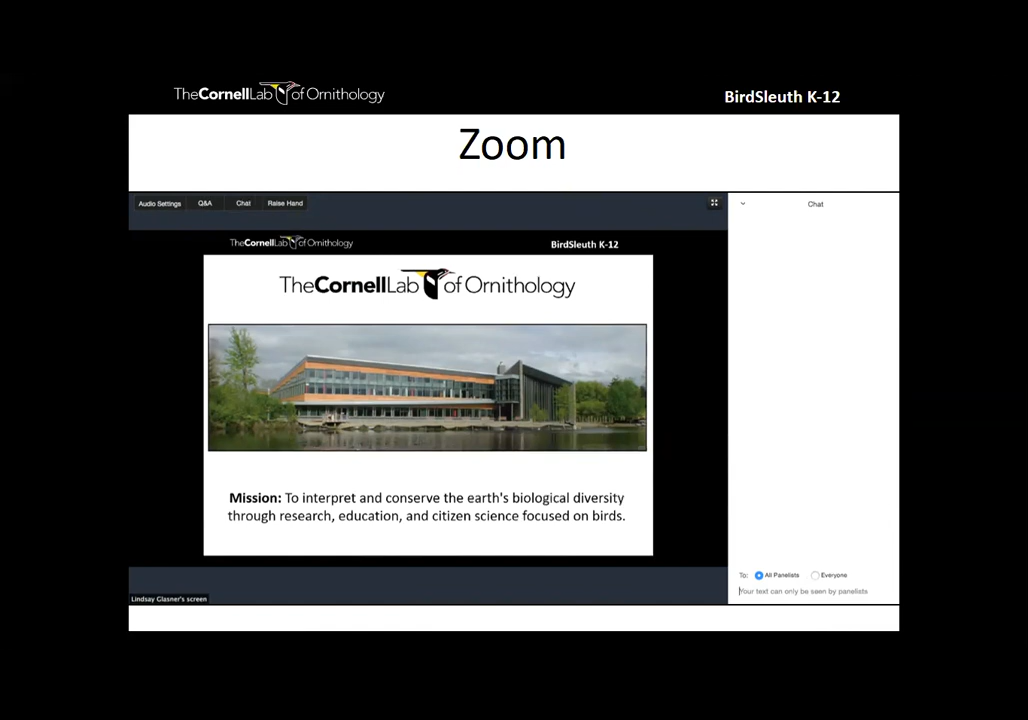 TheCornellLab of Ornithology
BirdSleuth K-12
Zoom
Audio Settings Q&A Chat Raise Hand
Chat
TheCornellLab of Ornithology
BirdSleuth K-12
TheCornellLab of Ornithology
Mission: To interpret and conserve the earth's biological diversity
through research, education, and citizen science focused on birds.
To: All Panelists Everyone
Your text can only be seen by panelists
Lindsay Glasner's screen